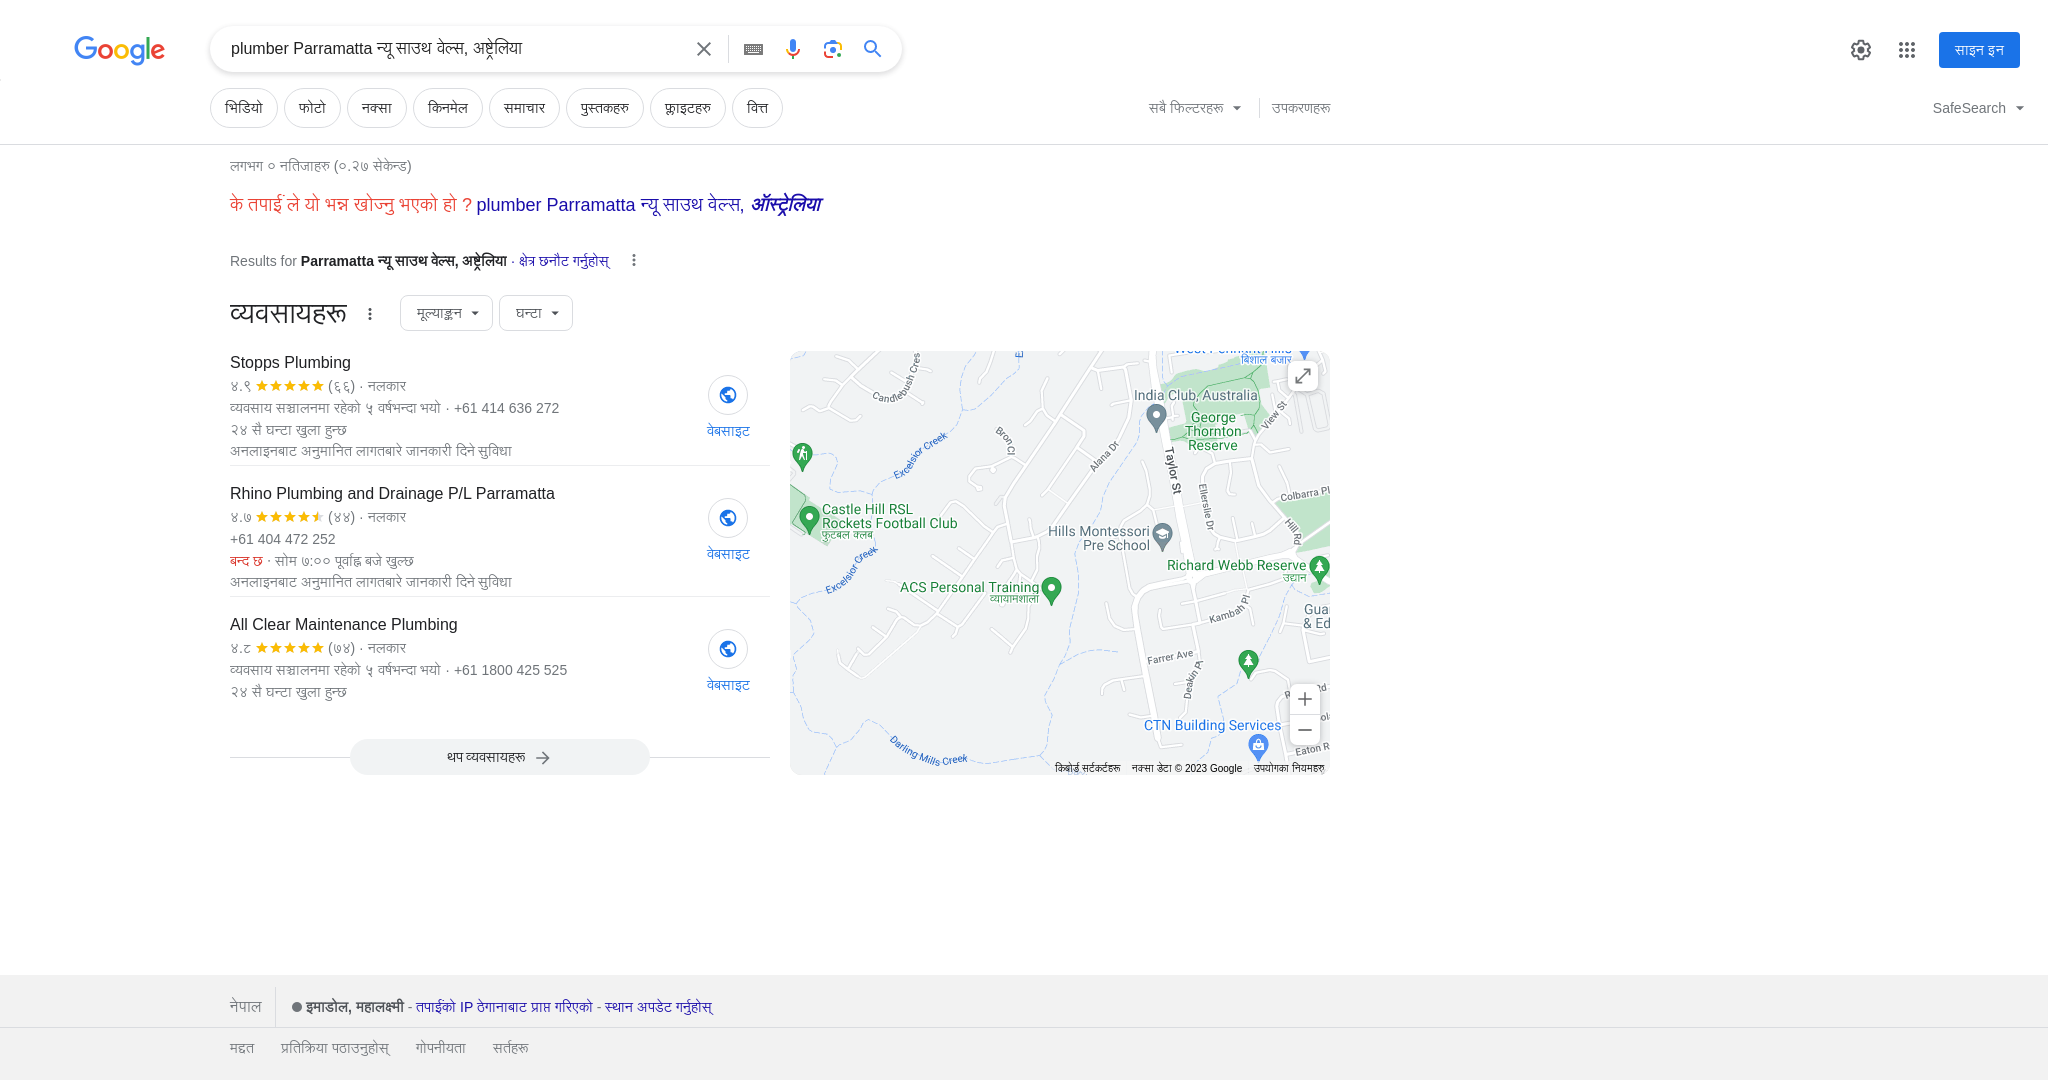 Google
plumber Parramatta न्यू साउथ वेल्स, अष्ट्रेलिया
साइन इन
भिडियो फोटो नक्सा किनमेल समाचार पुस्तकहरु फ्लाइटहरु वित्त
सबै फिल्टरहरू उपकरणहरू
SafeSearch
लगभग ० नतिजाहरु (०.२७ सेकेन्ड)
के तपाईंले यो भन्न खोज्नु भएको हो ? plumber Parramatta न्यू साउथ वेल्स, ऑस्ट्रेलिया
Results for Parramatta न्यू साउथ वेल्स, अष्ट्रेलिया · क्षेत्र छनौट गर्नुहोस्
व्यवसायहरू
मूल्याङ्कन घन्टा
Stopps Plumbing
४.९ (६६) · नलकार
व्यवसाय सञ्चालनमा रहेको ५ वर्षभन्दा भयो · +61 414 636 272
२४ सै घन्टा खुला हुन्छ
अनलाइनबाट अनुमानित लागतबारे जानकारी दिने सुविधा
वेबसाइट
Rhino Plumbing and Drainage P/L Parramatta
४.७ (४४) · नलकार
+61 404 472 252
बन्द छ · सोम ७:०० पूर्वाह्न बजे खुल्छ
अनलाइनबाट अनुमानित लागतबारे जानकारी दिने सुविधा
वेबसाइट
All Clear Maintenance Plumbing
४.८ (७४) · नलकार
व्यवसाय सञ्चालनमा रहेको ५ वर्षभन्दा भयो · +61 1800 425 525
२४ सै घन्टा खुला हुन्छ
वेबसाइट
थप व्यवसायहरू
West Pennant Hills
बिशाल बजार
Candlebush Cres
India Club, Australia
George
Thornton
Reserve
View St
Bron Cl
Excelsior Creek
Alana Dr
Taylor St
Ellerslie Dr
Colbarra Pl
Hill Rd
Castle Hill RSL
Rockets Football Club
फुटबल क्लब
Hills Montessori
Pre School
Excelsior Creek
Richard Webb Reserve
उद्यान
ACS Personal Training
व्यायामशाला
Kambah Pl
Gua
& Ed
Farrer Ave
Deakin Pl
CTN Building Services
Eaton R
Darling Mills Creek
किबोर्ड सर्टकर्टहरू नक्सा डेटा © 2023 Google उपयोगका नियमहरु
नेपाल
इमाडोल, महालक्ष्मी - तपाईंको IP ठेगानाबाट प्राप्त गरिएको - स्थान अपडेट गर्नुहोस्
मद्दत प्रतिक्रिया पठाउनुहोस् गोपनीयता सर्तहरू